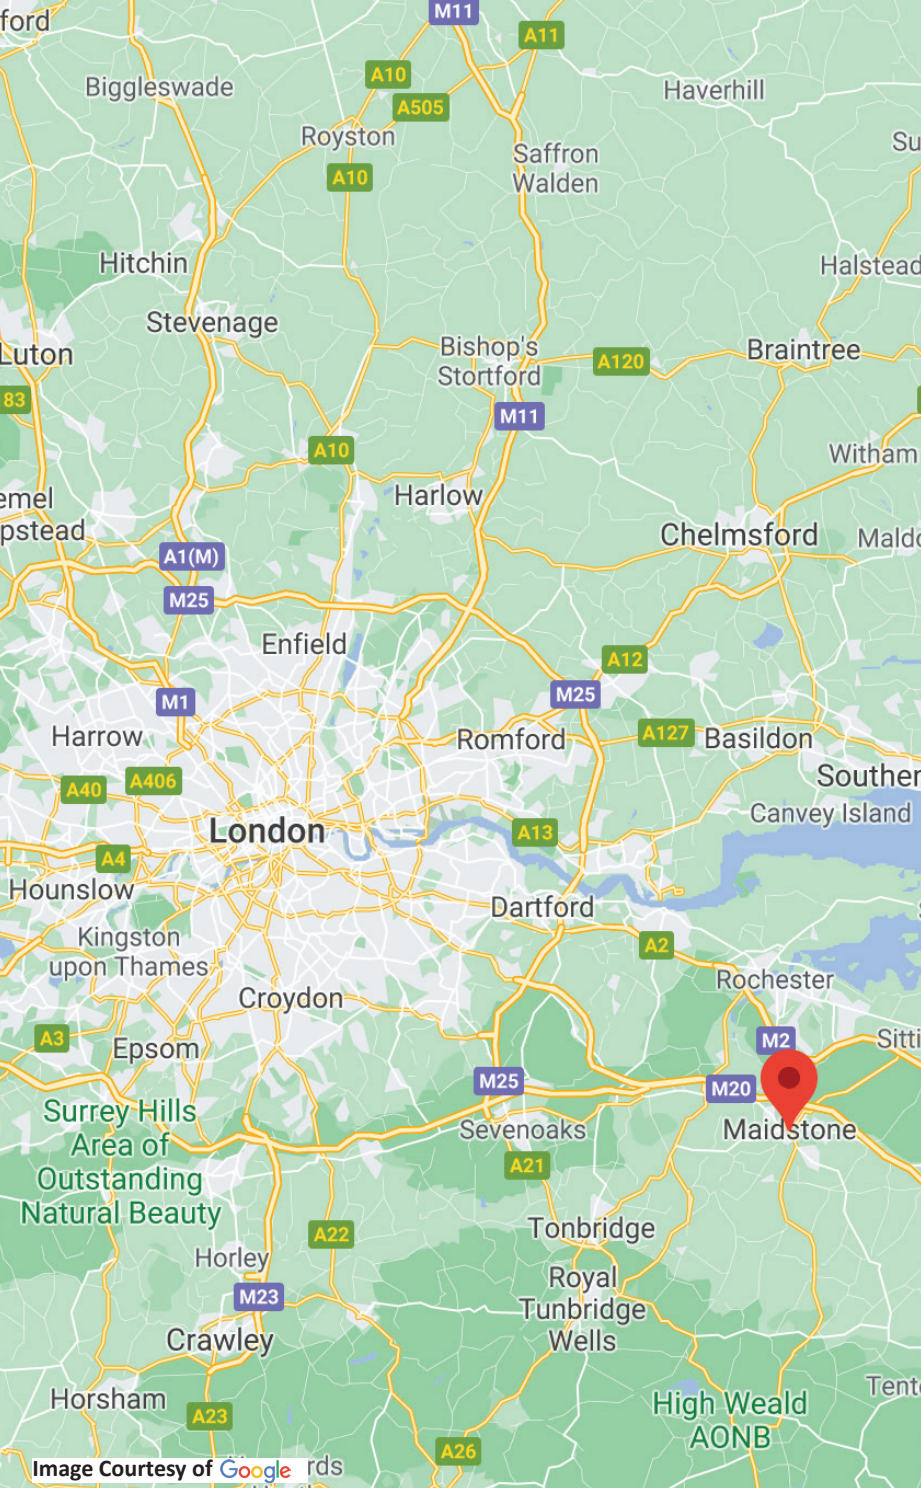 M11
ford
A11
A10
Biggleswade
Haverhill
A505
Royston
Su
Saffron
Walden
A10
Hitchin
Halstead
Stevenage
Luton
Bishop's
Stortford
A120
Braintree
83
M11
A10
Witham
emel
pstead
Harlow
Chelmsford
Maldo
A1(M)
M25
Enfield
A12
M25
M1
Harrow
Romford
A127
Basildon
A406
A40
Souther
Canvey Island
London
A13
A4
Hounslow
Dartford
Kingston
upon Thames
A2
Rochester
Croydon
A3
Epsom
M2
Sitti
M25
M20
Surrey Hills
Area of
Outstanding
Natural Beauty
Sevenoaks
Maidstone
A21
Tonbridge
A22
Horley
Royal
Tunbridge
Wells
M23
Crawley
Horsham
Tent
High Weald
AONB
A23
A26
Image Courtesy of Google
rds